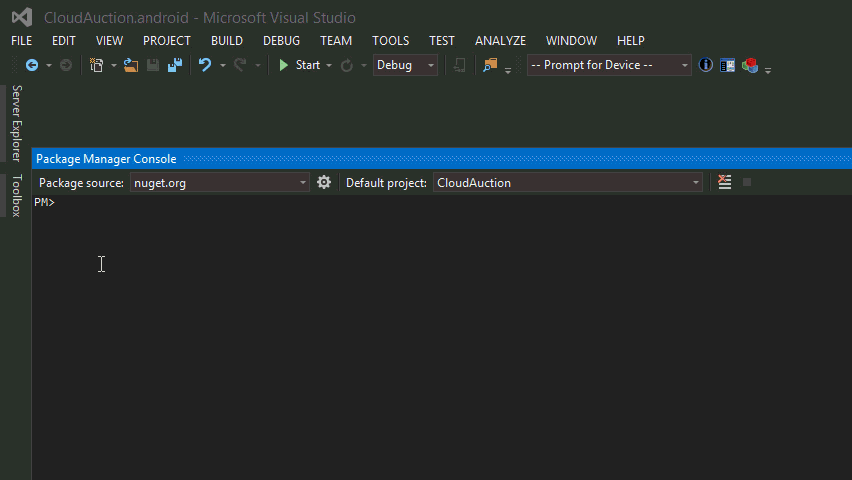 CloudAuction.android - Microsoft Visual Studio
FILE EDIT VIEW PROJECT BUILD DEBUG TEAM TOOLS TEST ANALYZE WINDOW HELP
Start Debug -- Prompt for Device --
Server Explorer
Toolbox
Package Manager Console
Package source: nuget.org Default project: CloudAuction
PM>